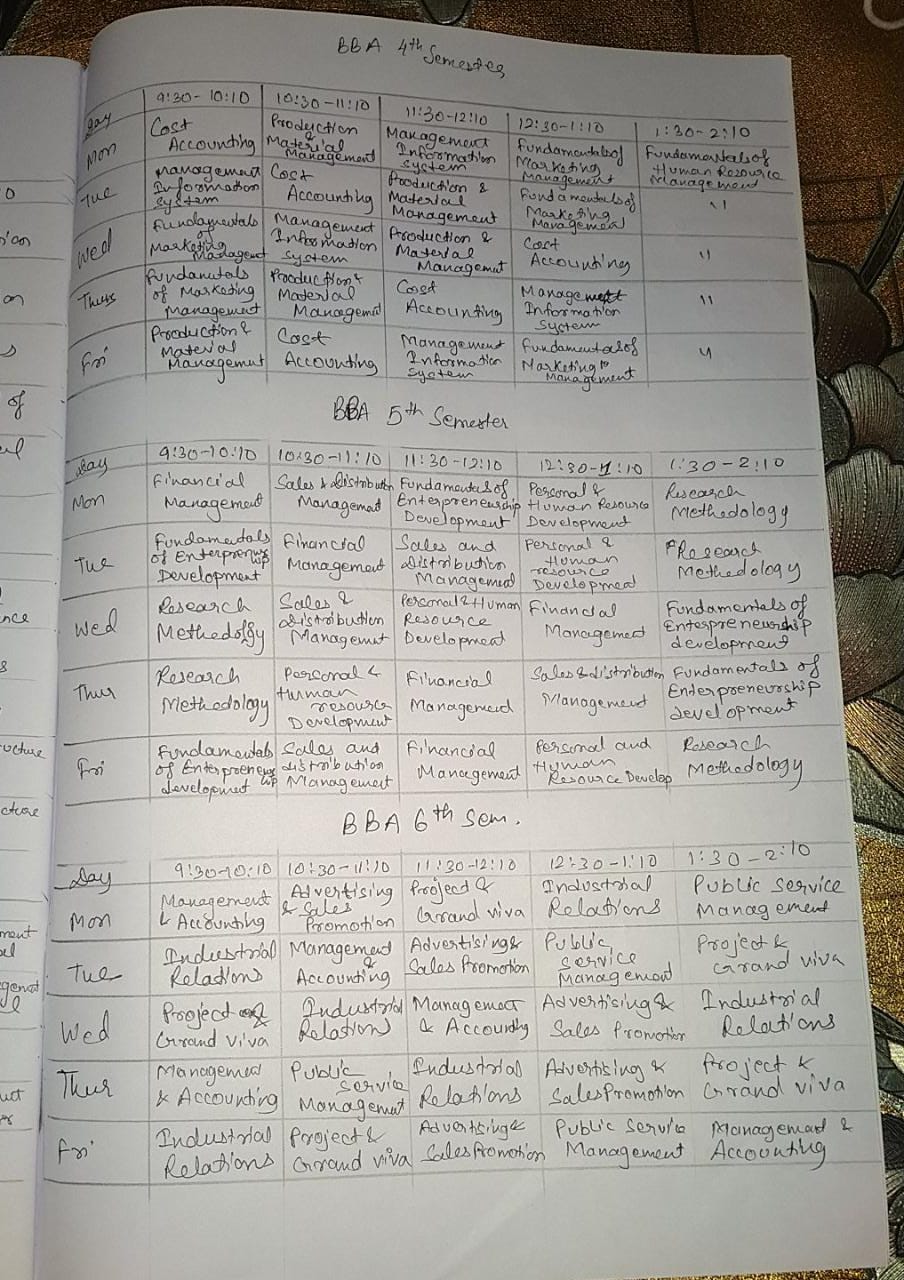 BBA 4th Semester
Day 9:30-10:10 10:30-11:10 11:30-12:10 12:30-1:10 1:30-2:10
Mon Cost Accounting Production & Material Management Management Information System Fundamentals of Marketing Management Fundamentals of Human Resource Management
Tue Management Information System Cost Accounting Production & Material Management Fundamentals of Marketing Management "
Wed Fundamentals of Marketing Management Management Information System Production & Material Management Cost Accounting "
Thurs Fundamentals of Marketing Management Production & Material Management Cost Accounting Management Information System "
Fri Production & Material Management Cost Accounting Management Information System Fundamentals of Marketing Management "
BBA 5th Semester
Day 9:30-10:10 10:30-11:10 11:30-12:10 12:30-1:10 1:30-2:10
Mon Financial Management Sales & Distribution Management Fundamentals of Enterpreneurship Development Personal & Human Resource Development Research Methedology
Tue Fundamentals of Enterpreneurship Development Financial Management Sales and distribution Management Personal & Human resource Development Research Methedology
Wed Research Methedology Sales & distribution Management Personal & Human Resource Development Financial Management Fundamentals of Enterpreneurship development
Thur Research Methedology Personal & Human resource Development Financial Management Sales & distribution Management Fundamentals of Enterpreneurship development
Fri Fundamentals of Enterpreneurship development Sales and distribution Management Financial Management Personal and Human Resource Develop Research Methedology
BBA 6th Sem.
Day 9:30-10:10 10:30-11:10 11:30-12:10 12:30-1:10 1:30-2:10
Mon Management & Accounting Advertising & Sales Promotion Project & Grand viva Industrial Relations Public Service Management
Tue Industrial Relations Management & Accounting Advertising & Sales Promotion Public Service Management Project & Grand viva
Wed Project & Grand viva Industrial Relations Management & Accounting Advertising & Sales Promotion Industrial Relations
Thur Management & Accounting Public Service Management Industrial Relations Advertising & Sales Promotion Project & Grand viva
Fri Industrial Relations Project & Grand viva Advertising & Sales Promotion Public Service Management Management & Accounting